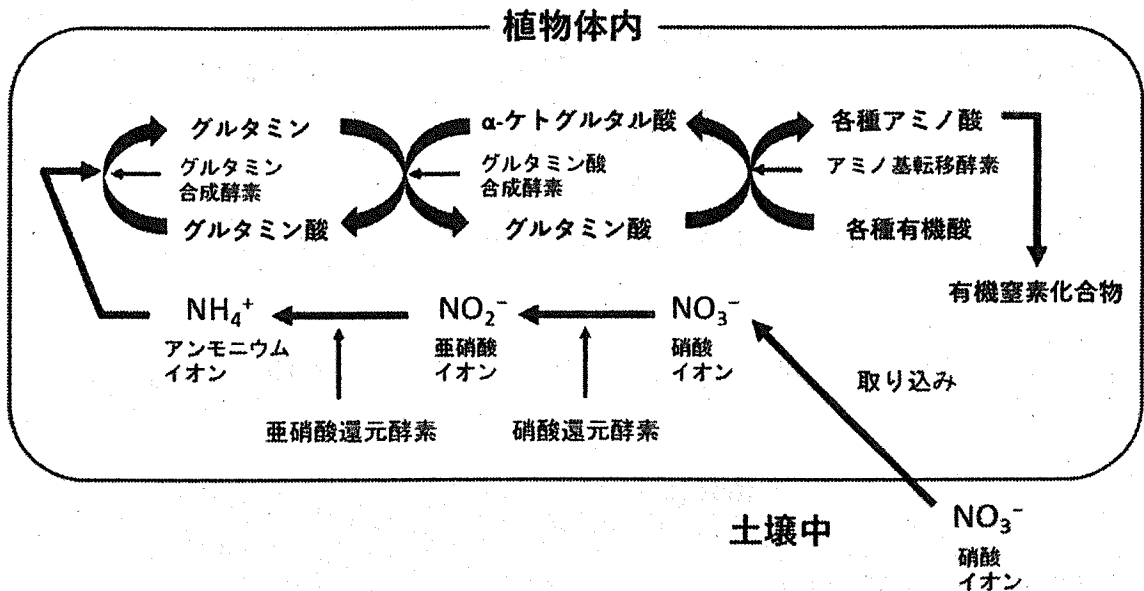 植物体内
グルタミン
α-ケトグルタル酸
各種アミノ酸
グルタミン
合成酵素
グルタミン酸
合成酵素
アミノ基転移酵素
グルタミン酸
グルタミン酸
各種有機酸
有機窒素化合物
NH₄⁺
アンモニウム
イオン
NO₂⁻
亜硝酸
イオン
NO₃⁻
硝酸
イオン
取り込み
亜硝酸還元酵素
硝酸還元酵素
土壌中
NO₃⁻
硝酸
イオン